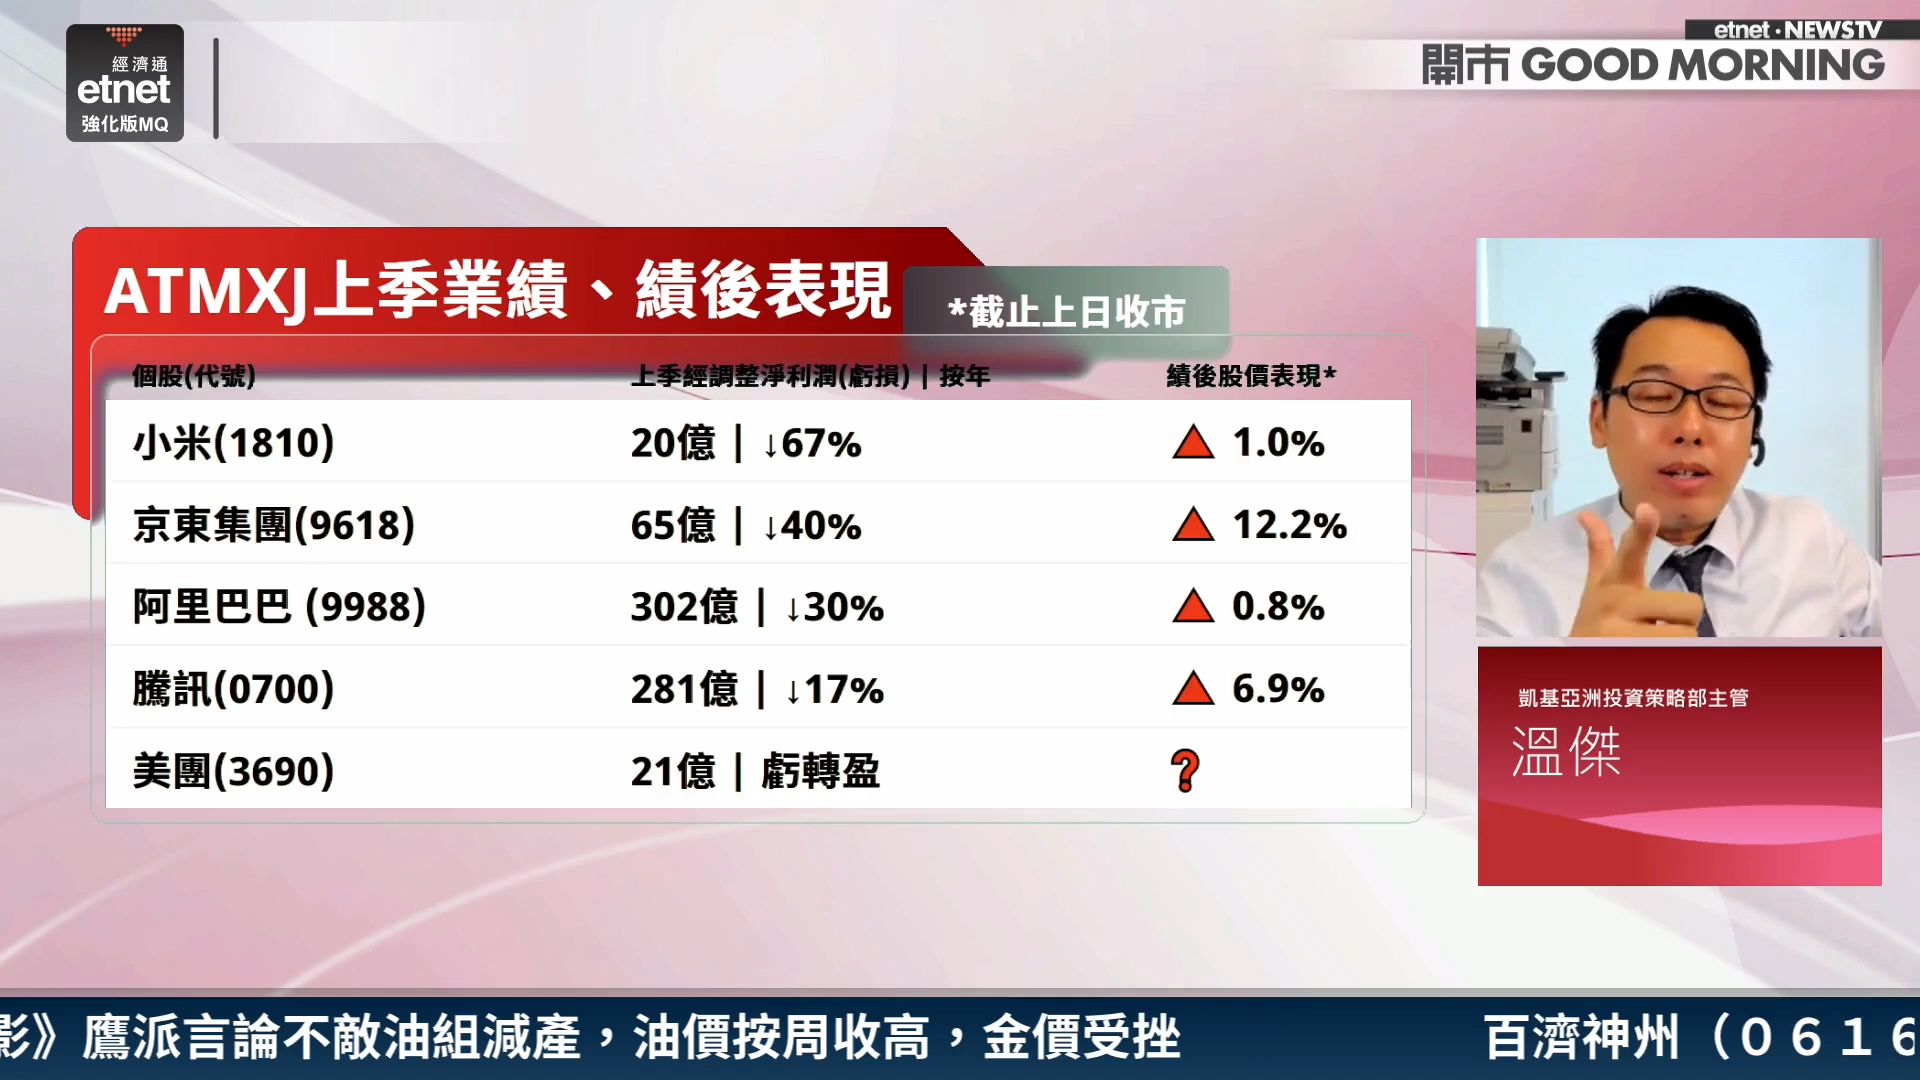 經濟通
etnet
強化版MQ
etnet·NEWSTV
開市 GOOD MORNING
ATMXJ上季業績、績後表現
*截止上日收市
個股(代號) 上季經調整淨利潤(虧損) | 按年 績後股價表現*
小米(1810) 20億 | ↓67% ▲ 1.0%
京東集團(9618) 65億 | ↓40% ▲ 12.2%
阿里巴巴 (9988) 302億 | ↓30% ▲ 0.8%
騰訊(0700) 281億 | ↓17% ▲ 6.9%
美團(3690) 21億 | 虧轉盈 ?
凱基亞洲投資策略部主管
溫傑
影》鷹派言論不敵油組減產，油價按周收高，金價受挫 百濟神州（０６１６